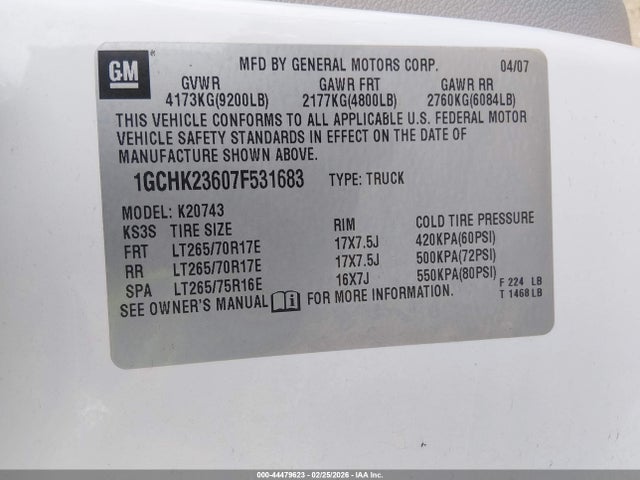 GM
MFD BY GENERAL MOTORS CORP. 04/07
GVWR GAWR FRT GAWR RR
4173KG(9200LB) 2177KG(4800LB) 2760KG(6084LB)
THIS VEHICLE CONFORMS TO ALL APPLICABLE U.S. FEDERAL MOTOR
VEHICLE SAFETY STANDARDS IN EFFECT ON THE DATE OF
MANUFACTURE SHOWN ABOVE.
1GCHK23607F531683 TYPE: TRUCK
MODEL: K20743
KS3S TIRE SIZE RIM COLD TIRE PRESSURE
FRT LT265/70R17E 17X7.5J 420KPA(60PSI)
RR LT265/70R17E 17X7.5J 500KPA(72PSI)
SPA LT265/75R16E 16X7J 550KPA(80PSI)
SEE OWNER'S MANUAL FOR MORE INFORMATION.
F 224 LB
T 1468 LB
000-44479623 - 02/25/2026 - IAA, Inc.